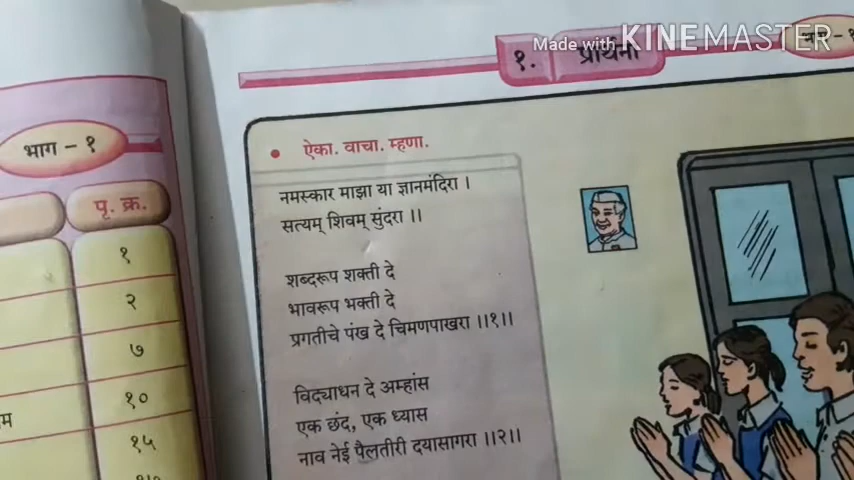 Made with KINEMASTER
१. प्रार्थना
भाग - १
भाग - १
पृ. क्र.
१
२
७
१०
१५
• ऐका. वाचा. म्हणा.
नमस्कार माझा या ज्ञानमंदिरा ।
सत्यम् शिवम् सुंदरा ।।
शब्दरूप शक्ती दे
भावरूप भक्ती दे
प्रगतीचे पंख दे चिमणपाखरा ।।१।।
विद्याधन दे अम्हांस
एक छंद, एक ध्यास
नाव नेई पैलतीरी दयासागरा ।।२।।